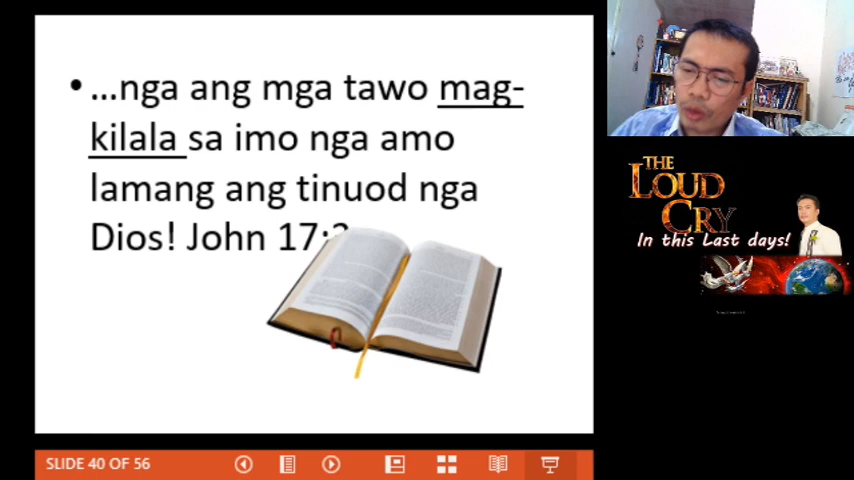 • ...nga ang mga tawo mag-
kilala sa imo nga amo
lamang ang tinuod nga
Dios! John 17:3
THE
LOUD
CRY
In this Last days!
SLIDE 40 OF 56